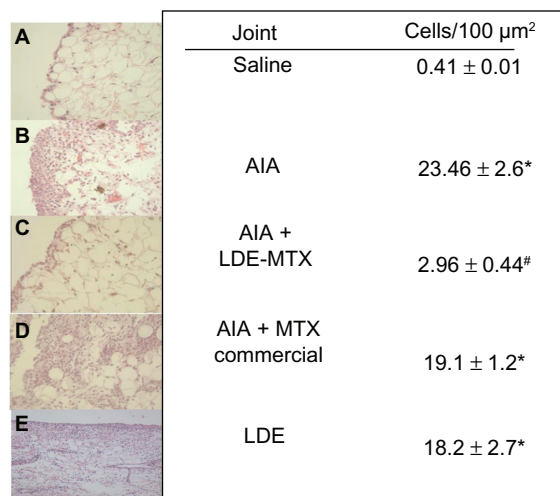 Joint Cells/100 μm²
A Saline 0.41 ± 0.01
B AIA 23.46 ± 2.6*
C AIA +
LDE-MTX 2.96 ± 0.44#
D AIA + MTX
commercial 19.1 ± 1.2*
E LDE 18.2 ± 2.7*